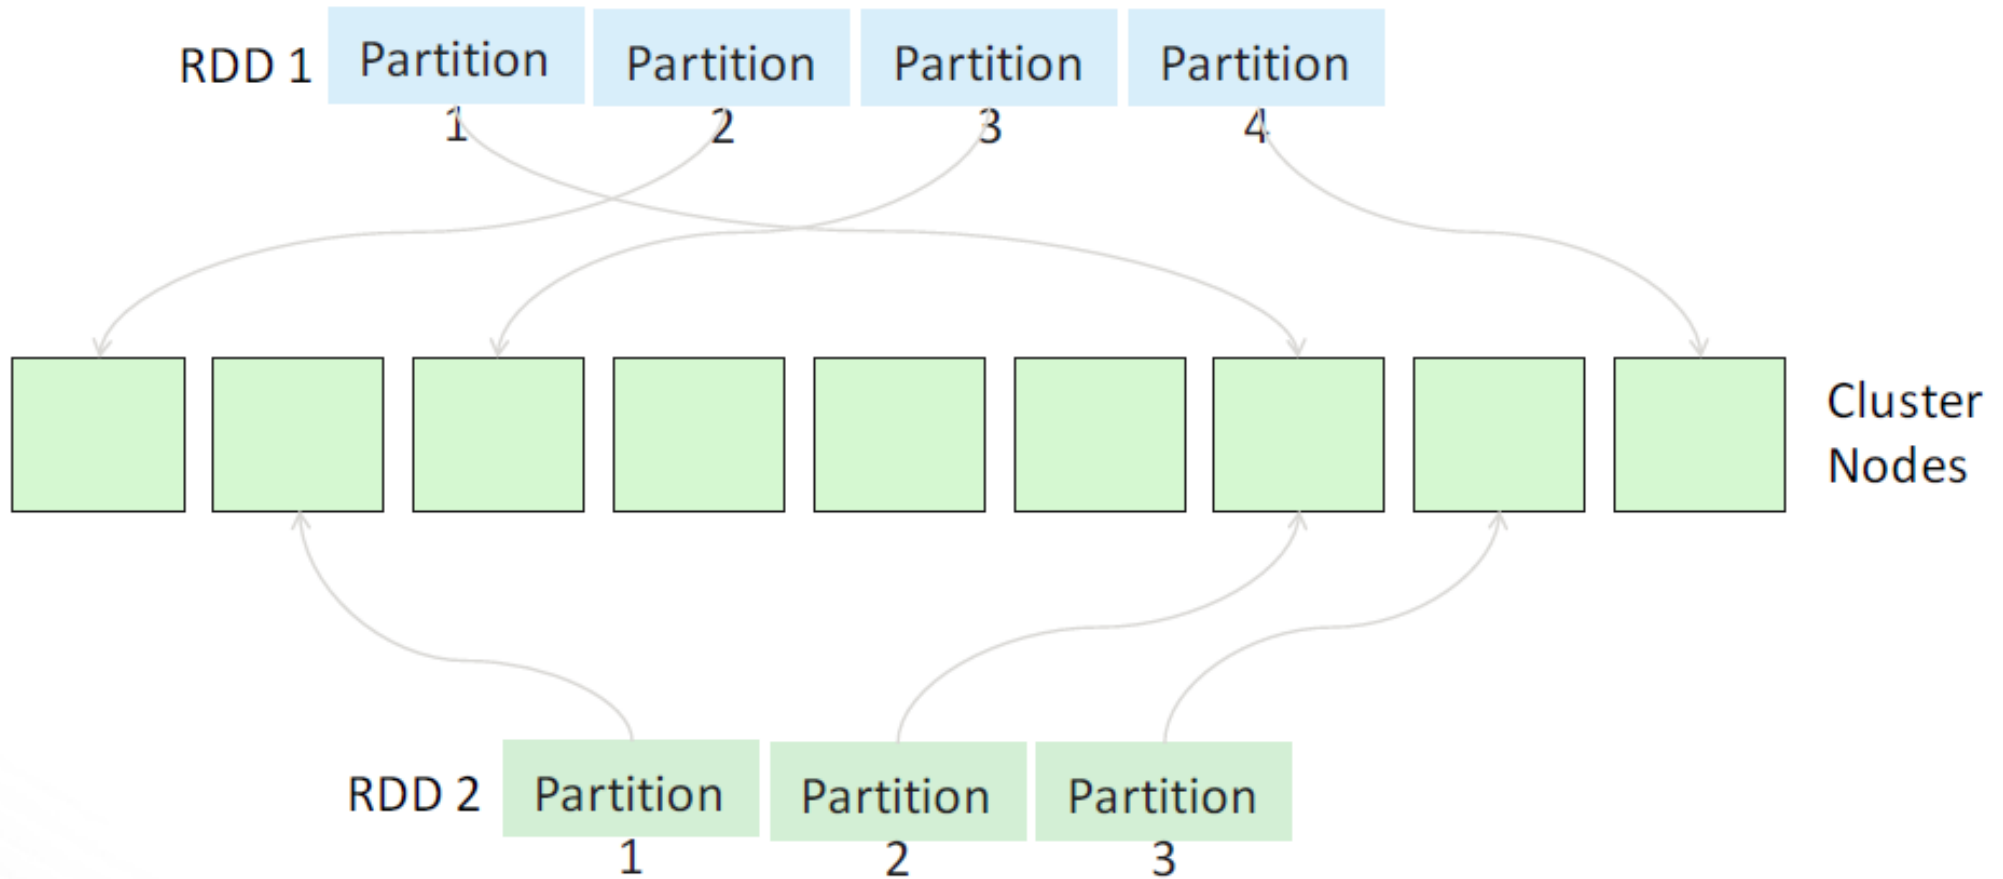 RDD 1 Partition Partition Partition Partition
1 2 3 4
Cluster
Nodes
RDD 2 Partition Partition Partition
1 2 3